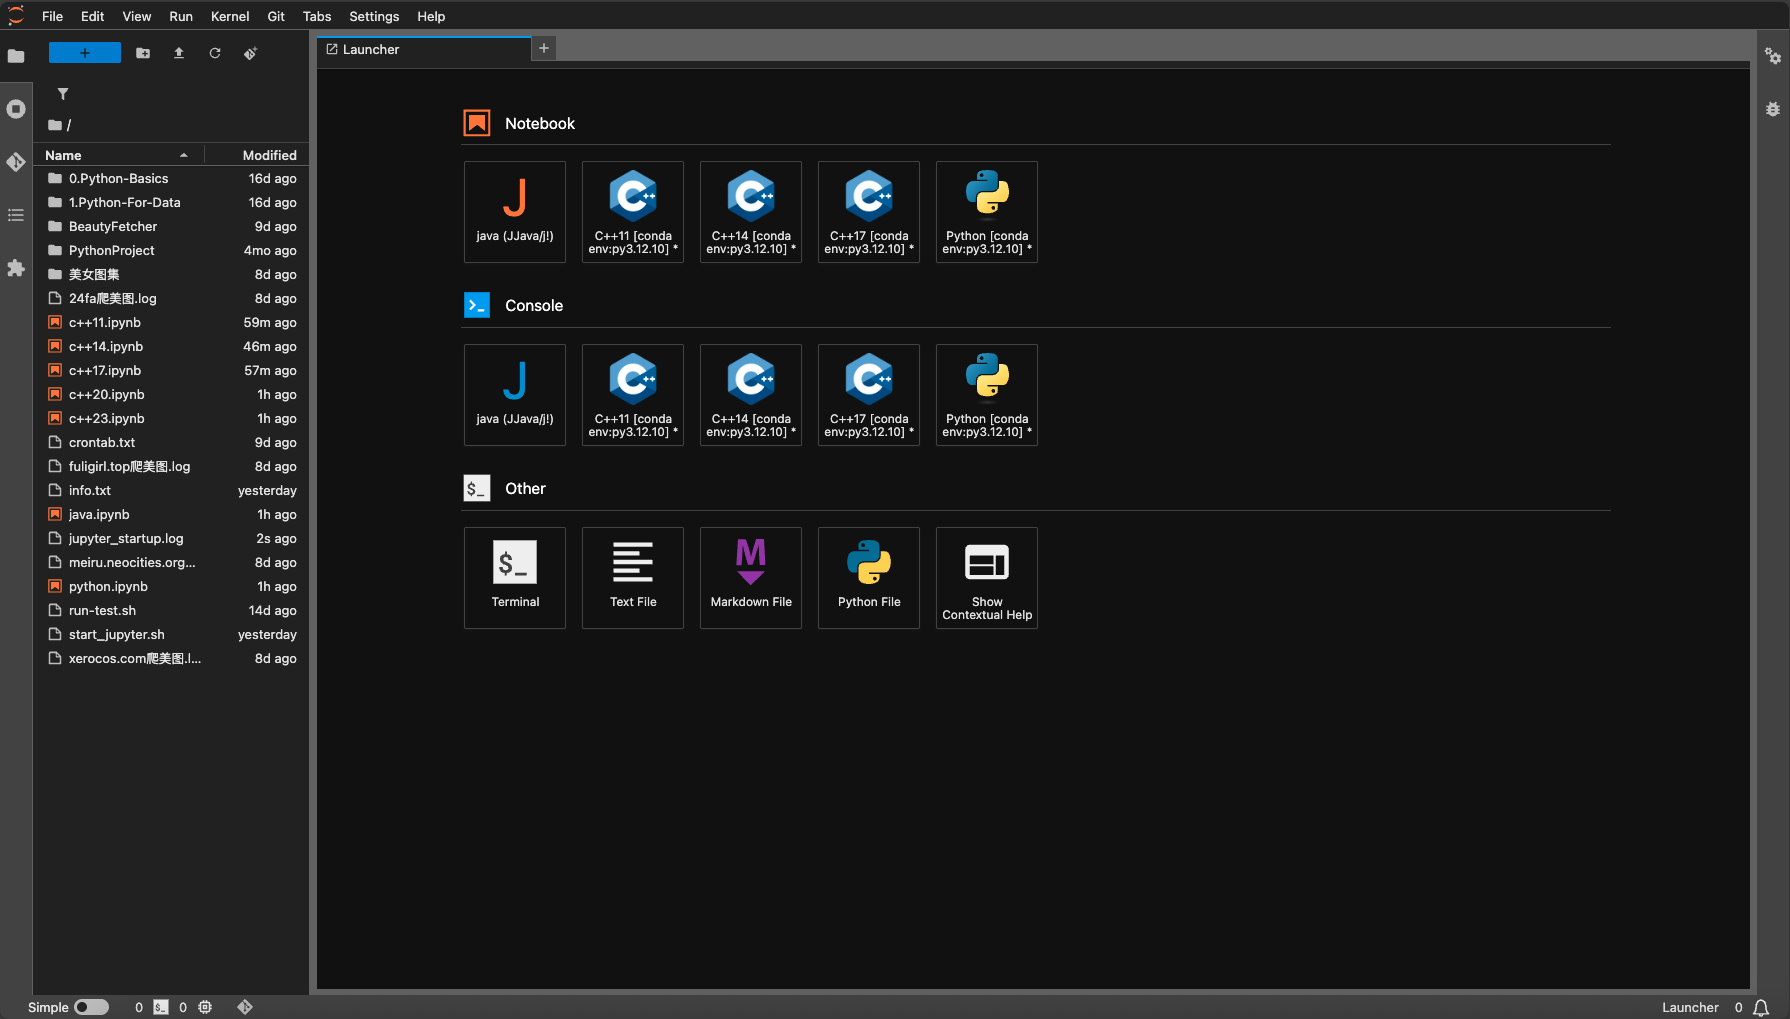 File Edit View Run Kernel Git Tabs Settings Help
Launcher
/
Name Modified
0.Python-Basics 16d ago
1.Python-For-Data 16d ago
BeautyFetcher 9d ago
PythonProject 4mo ago
美女图集 8d ago
24fa爬美图.log 8d ago
c++11.ipynb 59m ago
c++14.ipynb 46m ago
c++17.ipynb 57m ago
c++20.ipynb 1h ago
c++23.ipynb 1h ago
crontab.txt 9d ago
fuligirl.top爬美图.log 8d ago
info.txt yesterday
java.ipynb 1h ago
jupyter_startup.log 2s ago
meiru.neocities.org... 8d ago
python.ipynb 1h ago
run-test.sh 14d ago
start_jupyter.sh yesterday
xerocos.com爬美图.l... 8d ago
Notebook
java (JJava/j!)
C++11 [conda
env:py3.12.10] *
C++14 [conda
env:py3.12.10] *
C++17 [conda
env:py3.12.10] *
Python [conda
env:py3.12.10] *
Console
java (JJava/j!)
C++11 [conda
env:py3.12.10] *
C++14 [conda
env:py3.12.10] *
C++17 [conda
env:py3.12.10] *
Python [conda
env:py3.12.10] *
$_ Other
$_
Terminal
Text File
M
Markdown File
Python File
Show
Contextual Help
Simple 0 $_ 0
Launcher 0